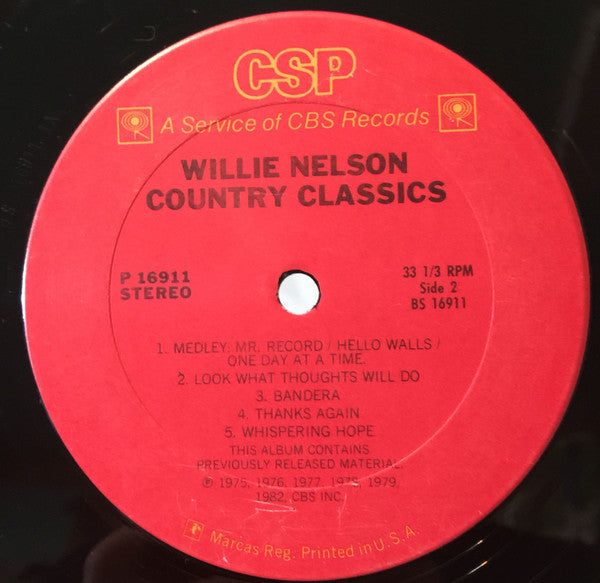 CSP
A Service of CBS Records
WILLIE NELSON
COUNTRY CLASSICS
P 16911
STEREO
33 1/3 RPM
Side 2
BS 16911
1. MEDLEY: MR, RECORD / HELLO WALLS /
ONE DAY AT A TIME.
2. LOOK WHAT THOUGHTS WILL DO
3. BANDERA
4. THANKS AGAIN
5. WHISPERING HOPE
THIS ALBUM CONTAINS
PREVIOUSLY RELEASED MATERIAL.
℗ 1975, 1976, 1977, 1978, 1979,
1982, CBS INC.
Marcas Reg. Printed in U.S.A.